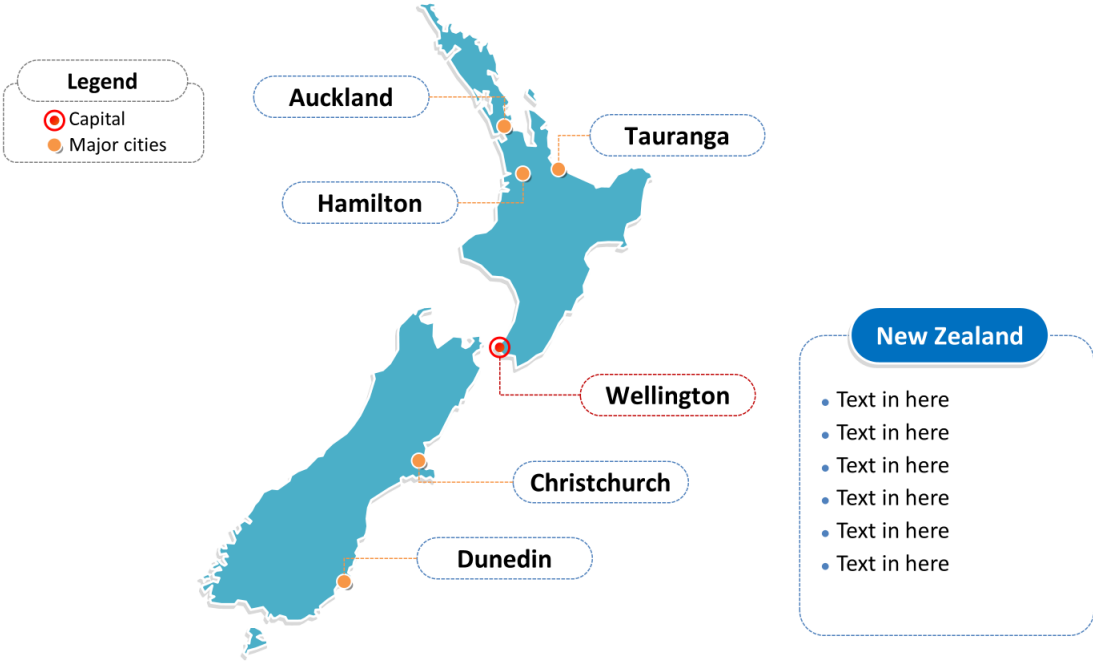 Legend
Capital
Major cities
Auckland
Tauranga
Hamilton
Wellington
Christchurch
Dunedin
New Zealand
Text in here
Text in here
Text in here
Text in here
Text in here
Text in here